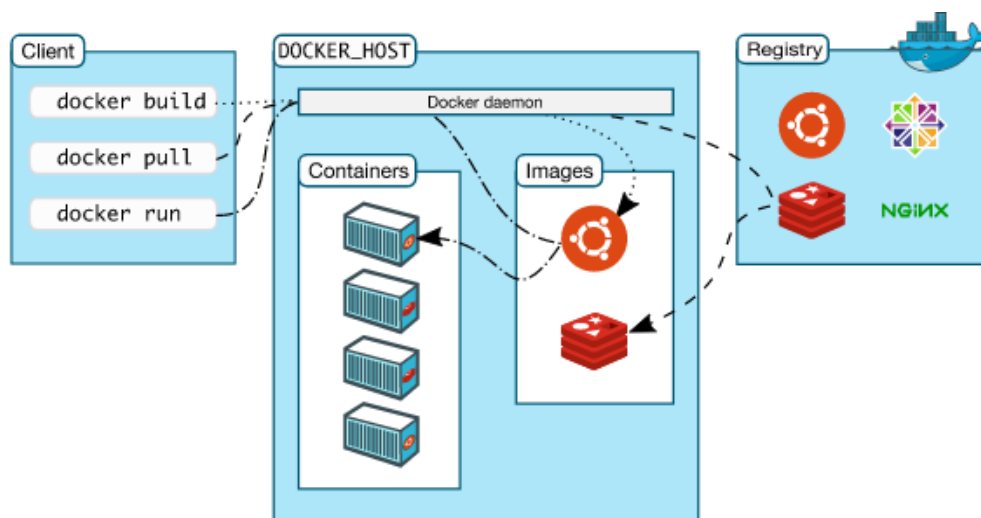 Client
docker build
docker pull
docker run
DOCKER_HOST
Docker daemon
Containers
Images
Registry
NGiNX